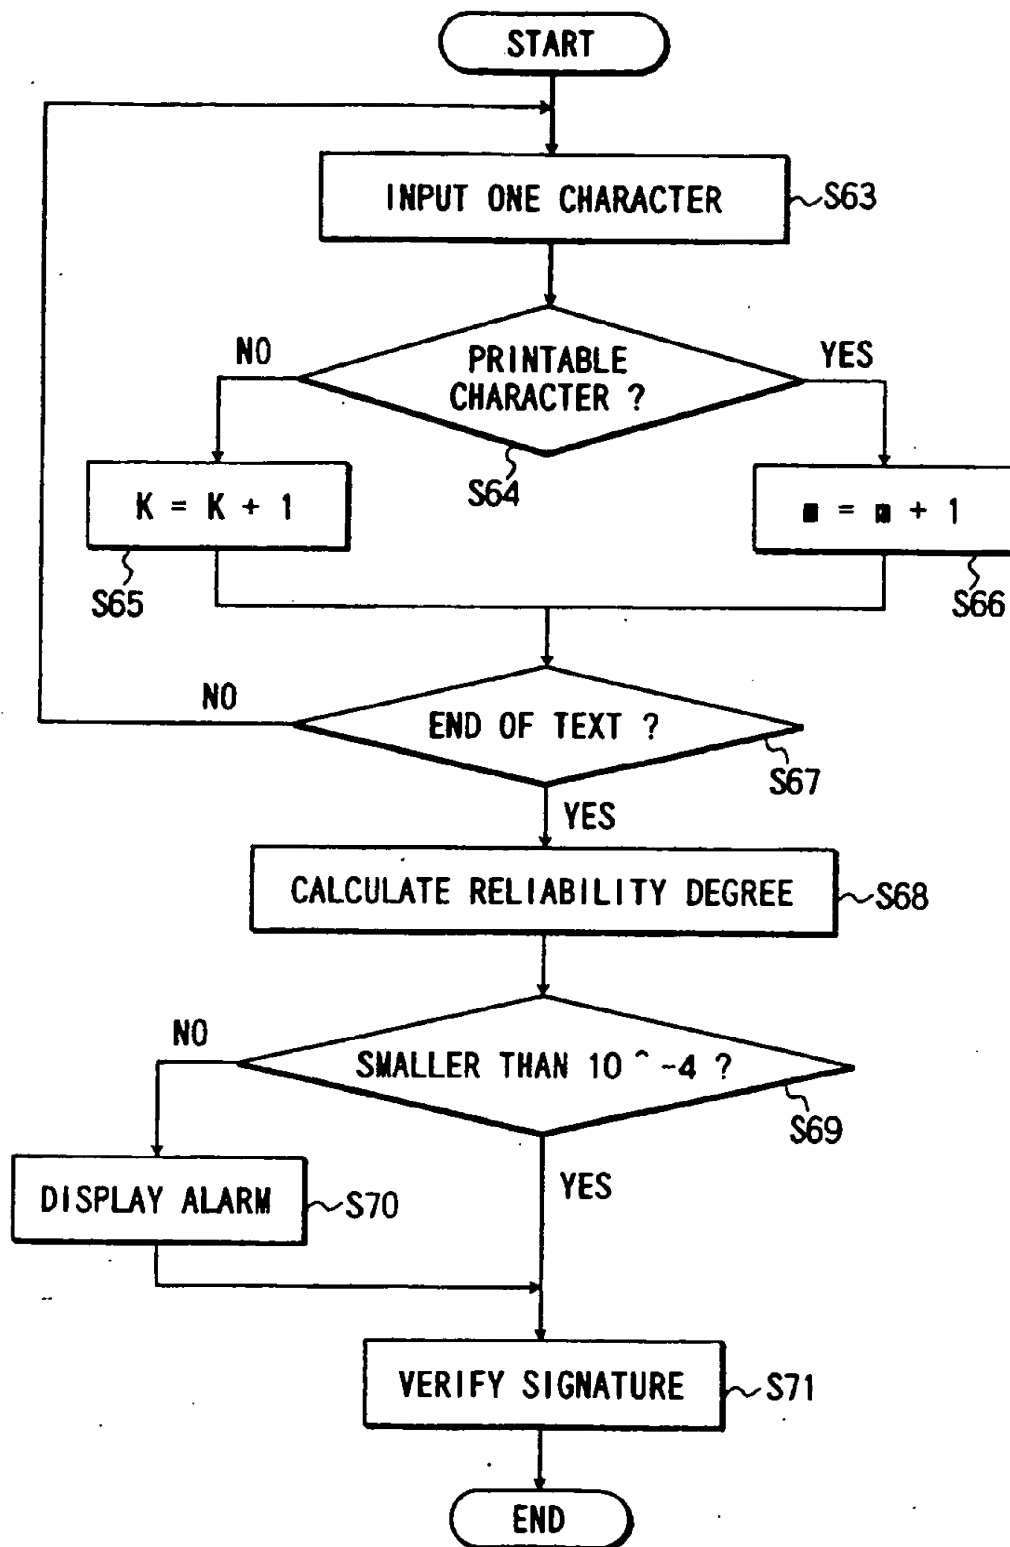 START
INPUT ONE CHARACTER
S63
NO
PRINTABLE
CHARACTER ?
YES
S64
K = K + 1
S65
m = m + 1
S66
NO
END OF TEXT ?
S67
YES
CALCULATE RELIABILITY DEGREE
S68
NO
SMALLER THAN 10 ^ -4 ?
S69
YES
DISPLAY ALARM
S70
VERIFY SIGNATURE
S71
END